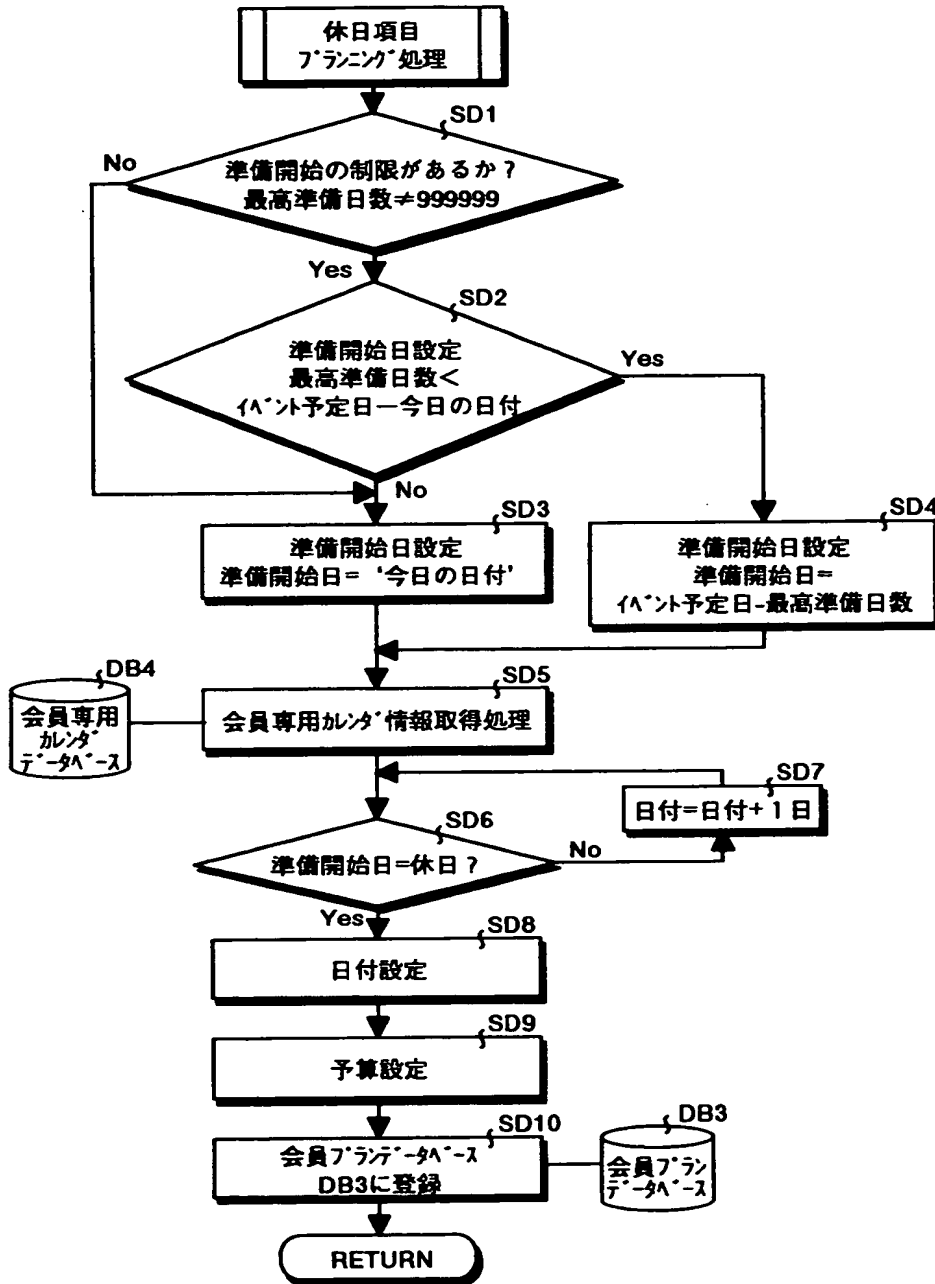 休日項目
プランニング処理
SD1
No
準備開始の制限があるか?
最高準備日数≠999999
Yes
SD2
準備開始日設定
最高準備日数<
イベント予定日ー今日の日付
Yes
No
SD3
準備開始日設定
準備開始日= '今日の日付'
SD4
準備開始日設定
準備開始日=
イベント予定日-最高準備日数
DB4
会員専用
カレンダ
データベース
SD5
会員専用カレンダ情報取得処理
SD7
日付=日付+1日
SD6
準備開始日=休日?
No
Yes
SD8
日付設定
SD9
予算設定
SD10
会員プランデータベース
DB3に登録
DB3
会員プラン
データベース
RETURN